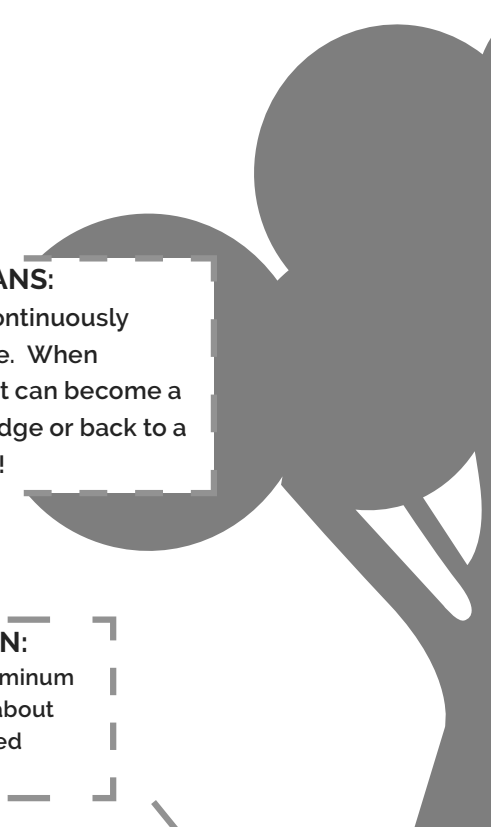 ANS:
ontinuously
e. When
t can become a
dge or back to a
!
N:
minum
about
ed